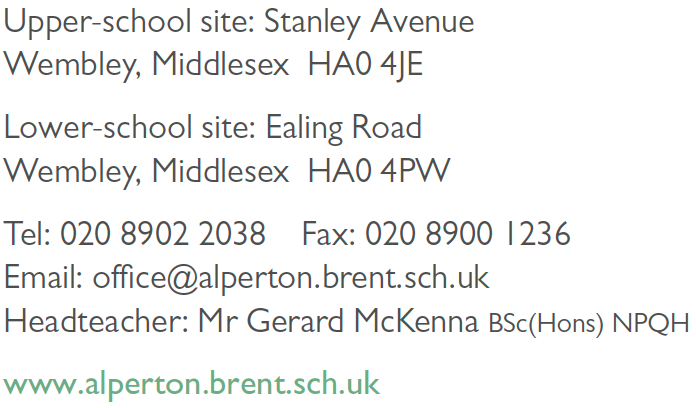 Upper-school site: Stanley Avenue
Wembley, Middlesex  HA0 4JE
Lower-school site: Ealing Road
Wembley, Middlesex  HA0 4PW
Tel: 020 8902 2038    Fax: 020 8900 1236
Email: office@alperton.brent.sch.uk
Headteacher: Mr Gerard McKenna BSc(Hons) NPQH
www.alperton.brent.sch.uk